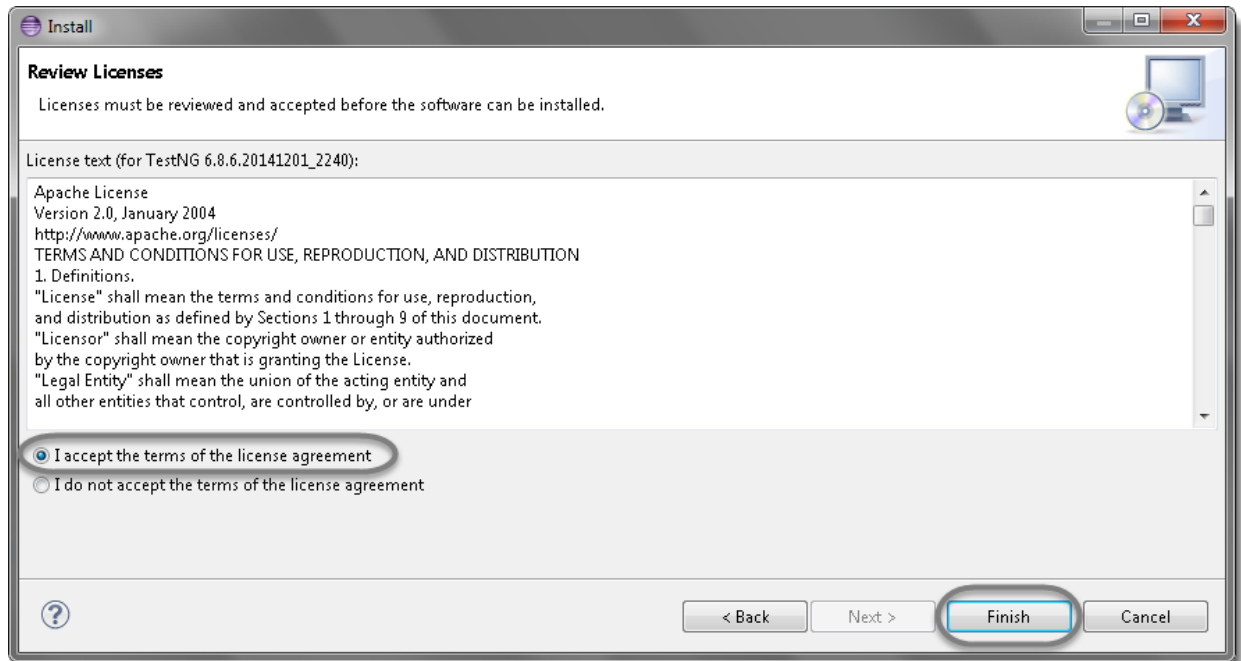 Install
Review Licenses
Licenses must be reviewed and accepted before the software can be installed.
License text (for TestNG 6.8.6.20141201_2240):
Apache License
Version 2.0, January 2004
http://www.apache.org/licenses/
TERMS AND CONDITIONS FOR USE, REPRODUCTION, AND DISTRIBUTION
1. Definitions.
"License" shall mean the terms and conditions for use, reproduction,
and distribution as defined by Sections 1 through 9 of this document.
"Licensor" shall mean the copyright owner or entity authorized
by the copyright owner that is granting the License.
"Legal Entity" shall mean the union of the acting entity and
all other entities that control, are controlled by, or are under
I accept the terms of the license agreement
I do not accept the terms of the license agreement
? < Back Next > Finish Cancel